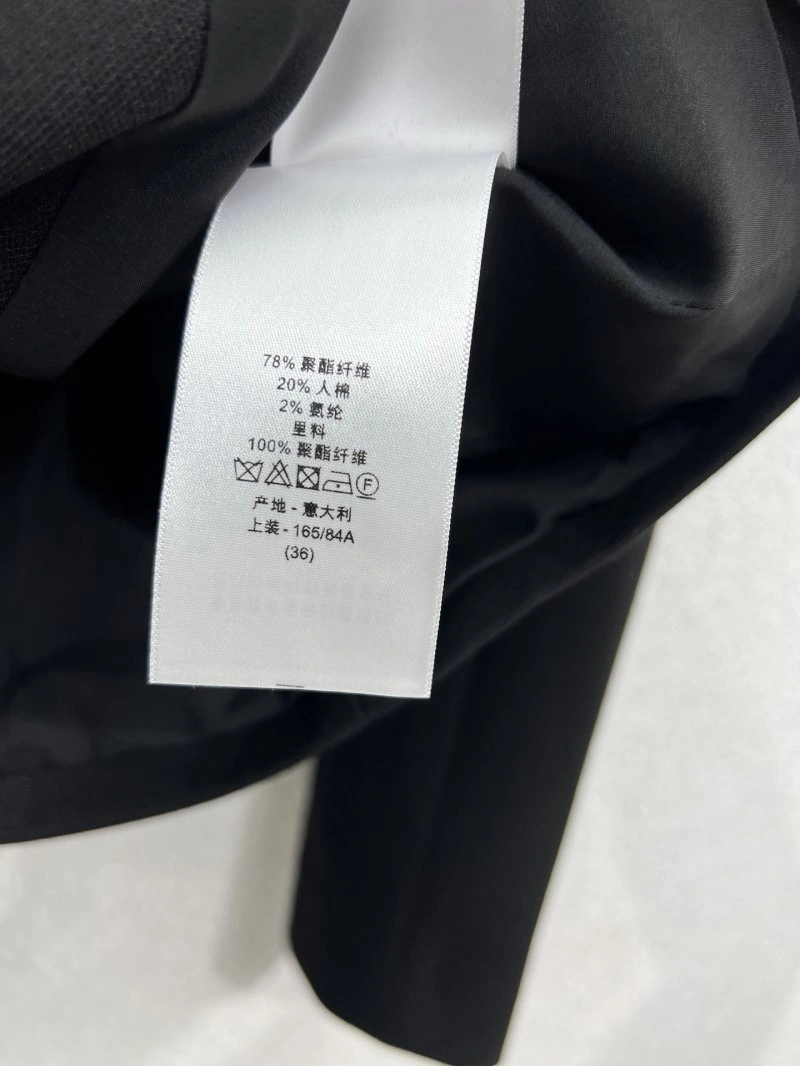 78% 聚酯纤维
20% 人棉
2% 氨纶
里料
100% 聚酯纤维
F
产地 - 意大利
上装 - 165/84A
(36)